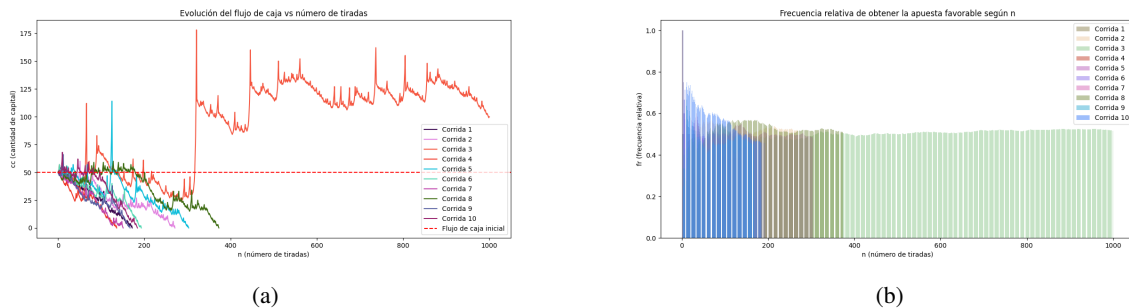 Evolución del flujo de caja vs número de tiradas
cc (cantidad de capital)
175
150
125
100
75
50
25
0
0
200
400
600
800
1000
n (número de tiradas)
Corrida 1
Corrida 2
Corrida 3
Corrida 4
Corrida 5
Corrida 6
Corrida 7
Corrida 8
Corrida 9
Corrida 10
Flujo de caja inicial
(a)
Frecuencia relativa de obtener la apuesta favorable según n
fr (frecuencia relativa)
1.0
0.8
0.6
0.4
0.2
0.0
0
200
400
600
800
1000
n (número de tiradas)
Corrida 1
Corrida 2
Corrida 3
Corrida 4
Corrida 5
Corrida 6
Corrida 7
Corrida 8
Corrida 9
Corrida 10
(b)